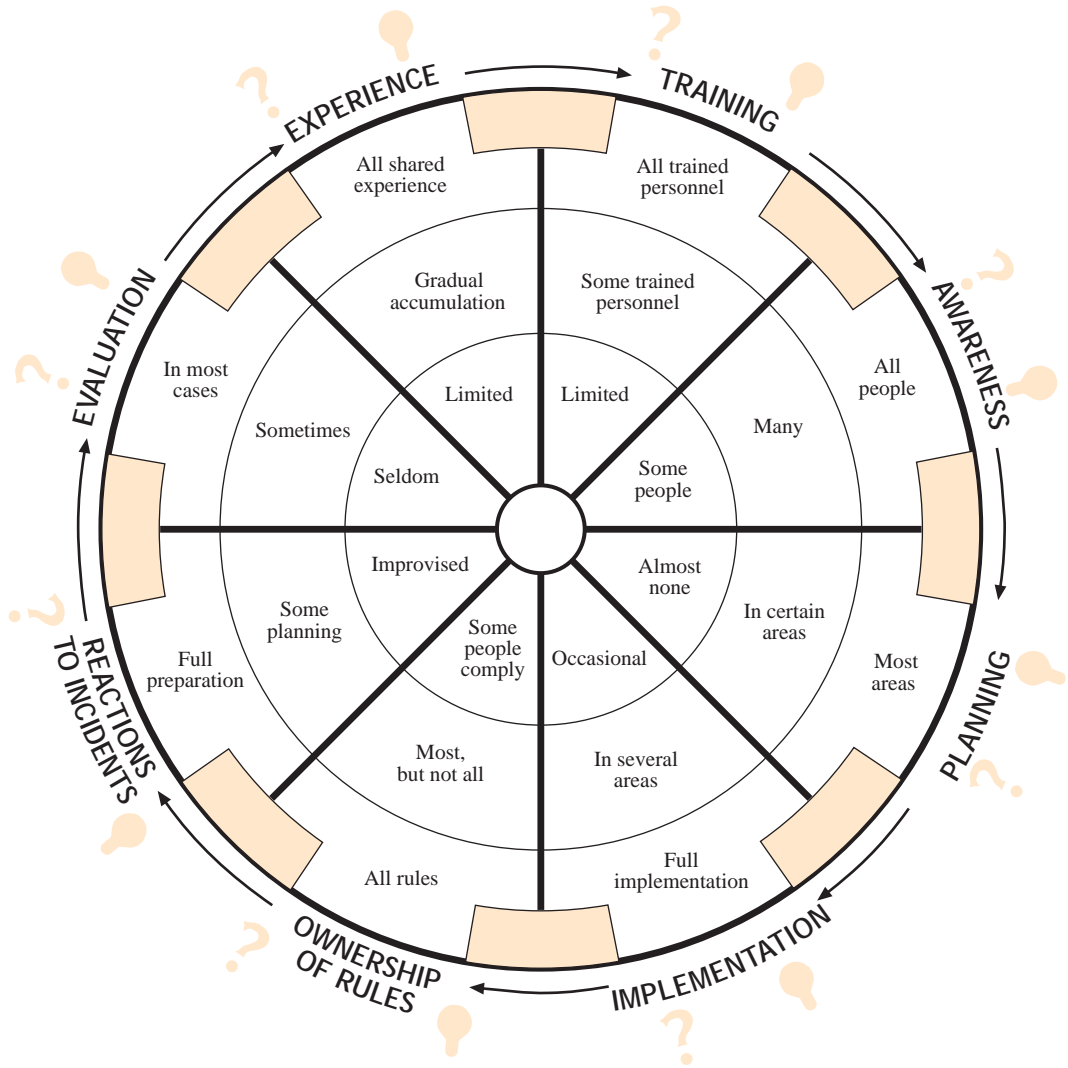 EXPERIENCE
All shared
experience
Gradual
accumulation
Limited
TRAINING
All trained
personnel
Some trained
personnel
Limited
AWARENESS
All
people
Many
Some
people
PLANNING
Most
areas
In certain
areas
Almost
none
IMPLEMENTATION
Full
implementation
In several
areas
Occasional
OWNERSHIP
OF RULES
All rules
Most,
but not all
Some
people
comply
REACTIONS
TO INCIDENTS
Full
preparation
Some
planning
Improvised
EVALUATION
In most
cases
Sometimes
Seldom
?
?
?
?
?
?
?
?